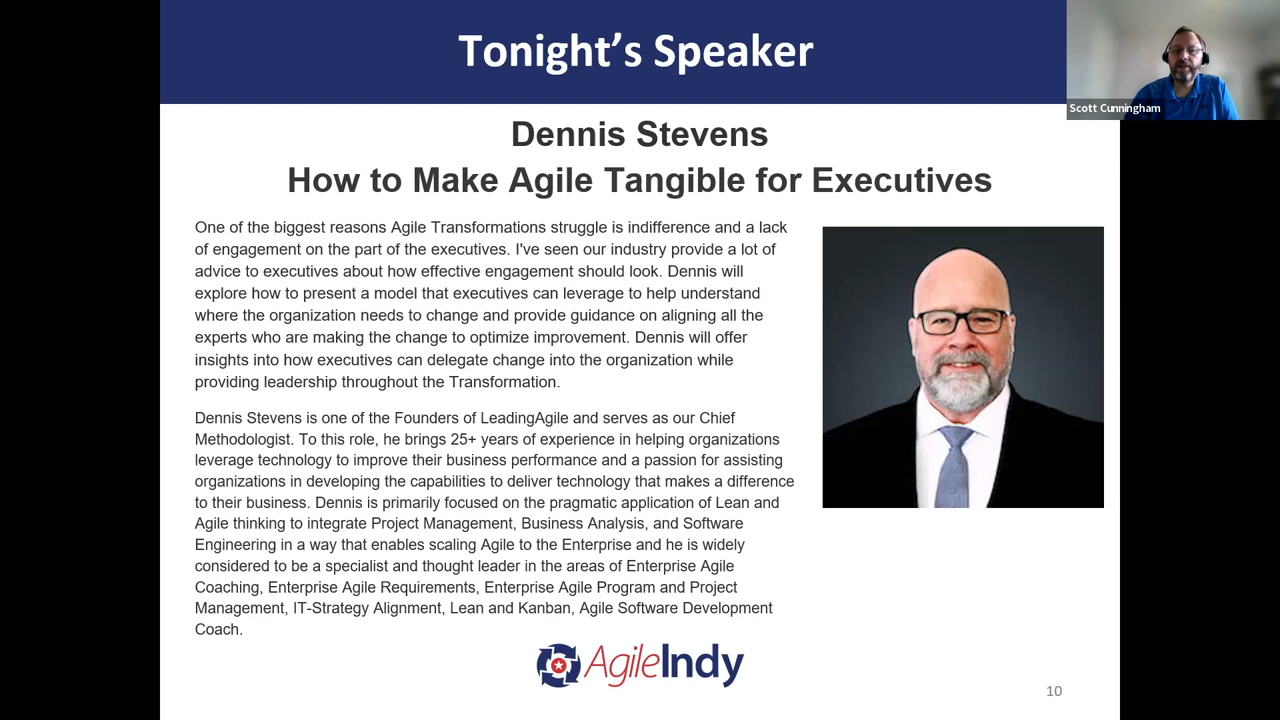 Tonight's Speaker
Scott Cunningham
Dennis Stevens
How to Make Agile Tangible for Executives
One of the biggest reasons Agile Transformations struggle is indifference and a lack
of engagement on the part of the executives. I've seen our industry provide a lot of
advice to executives about how effective engagement should look. Dennis will
explore how to present a model that executives can leverage to help understand
where the organization needs to change and provide guidance on aligning all the
experts who are making the change to optimize improvement. Dennis will offer
insights into how executives can delegate change into the organization while
providing leadership throughout the Transformation.
Dennis Stevens is one of the Founders of LeadingAgile and serves as our Chief
Methodologist. To this role, he brings 25+ years of experience in helping organizations
leverage technology to improve their business performance and a passion for assisting
organizations in developing the capabilities to deliver technology that makes a difference
to their business. Dennis is primarily focused on the pragmatic application of Lean and
Agile thinking to integrate Project Management, Business Analysis, and Software
Engineering in a way that enables scaling Agile to the Enterprise and he is widely
considered to be a specialist and thought leader in the areas of Enterprise Agile
Coaching, Enterprise Agile Requirements, Enterprise Agile Program and Project
Management, IT-Strategy Alignment, Lean and Kanban, Agile Software Development
Coach.
AgileIndy
10